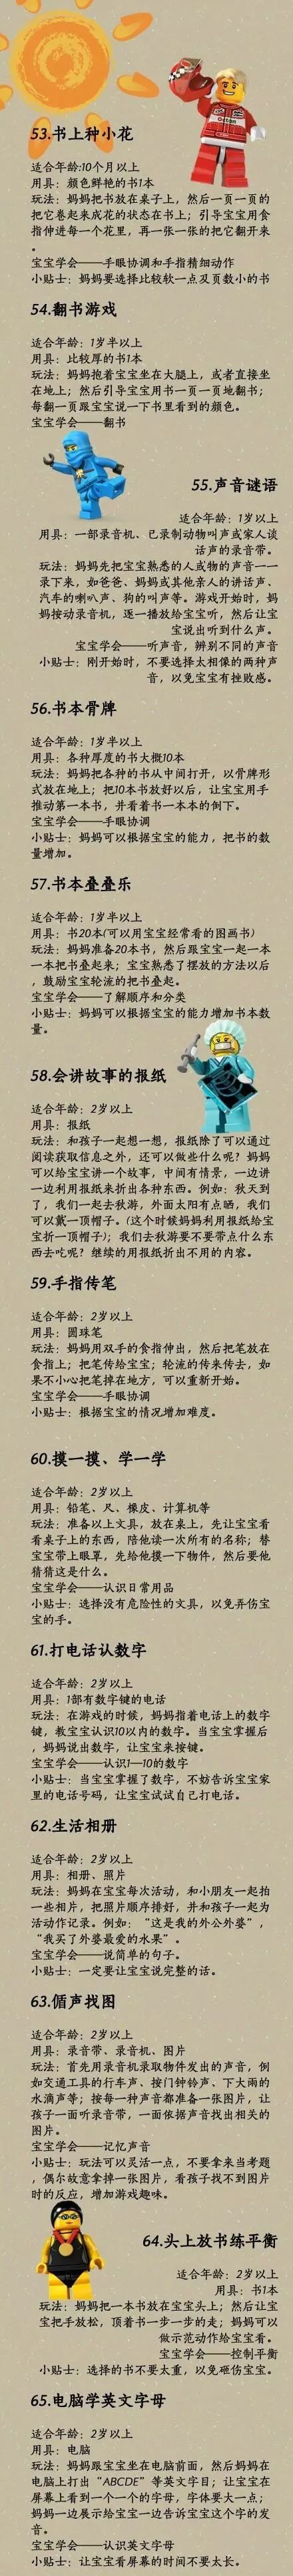 53.书上种小花
适合年龄:10个月以上
用具：颜色鲜艳的书1本
玩法：妈妈把书放在桌子上，然后一页一页的
把它卷起来成花的状态在书上；引导宝宝用食
指伸进每一个花里，再一张一张的把它翻开来
。
宝宝学会——手眼协调和手指精细动作
小贴士：妈妈要选择比较软一点及页数小的书
54.翻书游戏
适合年龄：1岁半以上
用具：比较厚的书1本
玩法：妈妈抱着宝宝坐在大腿上，或者直接坐
在地上；然后引导宝宝用书一页一页地翻书；
每翻一页跟宝宝说一下书里看到的颜色。
宝宝学会——翻书
55.声音谜语
适合年龄：1岁以上
用具：一部录音机、已录制动物叫声或家人谈
话声的录音带。
玩法：妈妈先把宝宝熟悉的人或物的声音一一
录下来，如爸爸、妈妈或其他亲人的讲话声、
汽车的喇叭声、狗的叫声等。游戏开始时，妈
妈按动录音机，逐一播放给宝宝听，然后让宝
宝说出听到什么声。
宝宝学会——听声音，辨别不同的声音
小贴士：刚开始时，不要选择太相像的两种声
音，以免宝宝有挫败感。
56.书本骨牌
适合年龄：1岁半以上
用具：各种厚度的书大概10本
玩法：妈妈把各种的书从中间打开，以骨牌形
式放在地上；把10本书放好以后，让宝宝用手
推动第一本书，并看着书一本本的倒下。
宝宝学会——手眼协调
小贴士：妈妈可以根据宝宝的能力，把书的数
量增加。
57.书本叠叠乐
适合年龄：1岁半以上
用具：书20本(可以用宝宝经常看的图画书)
玩法：妈妈准备20本书，然后跟宝宝一起一本
一本把书叠起来；宝宝熟悉了摆放的方法以后
，鼓励宝宝轮流的把书叠起。
宝宝学会——了解顺序和分类
小贴士：妈妈可以根据宝宝的能力增加书本数
量。
58.会讲故事的报纸
适合年龄：2岁以上
用具：报纸
玩法：和孩子一起想一想，报纸除了可以通过
阅读获取信息之外，还可以做些什么呢？妈妈
可以给宝宝讲一个故事，中间有情景，一边讲
一边利用报纸来折出各种东西。例如：秋天到
了，我们一起去秋游，外面太阳有点晒，我们
可以戴一顶帽子。(这个时候妈妈利用报纸给宝
宝折一顶帽子)；我们去秋游要不要带点什么东
西去吃呢？继续的用报纸折出不用的内容。
59.手指传笔
适合年龄：2岁以上
用具：圆珠笔
玩法：妈妈用双手的食指伸出，然后把笔放在
食指上；把笔传给宝宝；轮流的传来传去，如
果不小心把笔掉在地方，可以重新开始。
宝宝学会——手眼协调
小贴士：根据宝宝的情况增加难度。
60.摸一摸、学一学
适合年龄：2岁以上
用具：铅笔、尺、橡皮、计算机等
玩法：准备以上文具，放在桌上，先让宝宝看
看桌子上的东西，陪他读一次所有的名称；替
宝宝带上眼罩，先给他摸一下物件，然后要他
猜猜这是什么。
宝宝学会——认识日常用品
小贴士：选择没有危险性的文具，以免弄伤宝
宝的手。
61.打电话认数字
适合年龄：2岁以上
用具：1部有数字键的电话
玩法：在游戏的时候，妈妈指着电话上的数字
键，教宝宝认识10以内的数字。当宝宝掌握后
，妈妈说出数字，让宝宝来按键。
宝宝学会——认识1—10的数字
小贴士：当宝宝掌握了数字，不妨告诉宝宝家
里的电话号码，让宝宝试试自己打电话。
62.生活相册
适合年龄：2岁以上
用具：相册、照片
玩法：妈妈在宝宝每次活动，和小朋友一起拍
一些相片，把照片顺序排好，并和孩子一起为
活动作记录。例如：“这是我的外公外婆”，
“我买了外婆最爱的水果”。
宝宝学会——说简单的句子。
小贴士：一定要让宝宝说完整的话。
63.循声找图
适合年龄：2岁以上
用具：录音带、录音机、图片
玩法：首先用录音机录取物件发出的声音，例
如交通工具的行车声、按门钟铃声、下大雨的
水滴声等；按每一种声音都准备一张图片，让
孩子一面听录音带，一面依据声音找出相关的
图片。
宝宝学会——记忆声音
小贴士：玩法可以灵活一点，不要拿来当考题
，偶尔故意拿掉一张图片，看孩子找不到图片
时的反应，增加游戏趣味。
64.头上放书练平衡
适合年龄：2岁以上
用具：书1本
玩法：妈妈把一本书放在宝宝头上；然后让宝
宝把手放松，顶着书一步一步的走；妈妈可以
做示范动作给宝宝看。
宝宝学会——控制平衡
小贴士：选择的书不要太重，以免砸伤宝宝。
65.电脑学英文字母
适合年龄：2岁以上
用具：电脑
玩法：妈妈跟宝宝坐在电脑前面，然后妈妈在
电脑上打出“ABCDE”等英文字目；让宝宝在
屏幕上看到一个一个的字母，字体要大一点；
妈妈一边展示给宝宝一边告诉宝宝这个字的发
音。
宝宝学会——认识英文字母
小贴士：让宝宝看屏幕的时间不要太长。